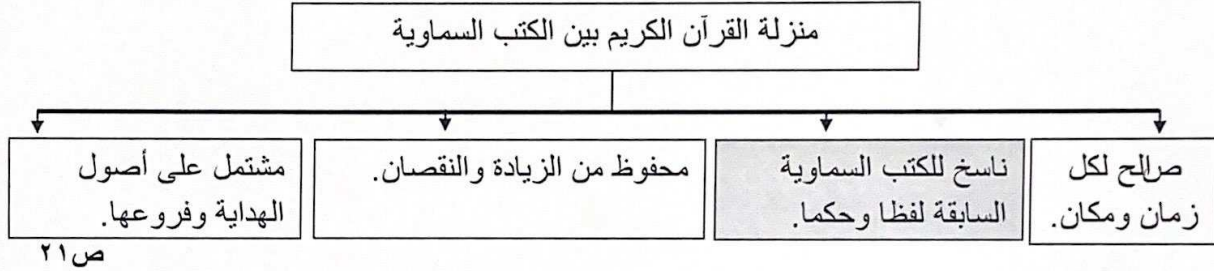 منزلة القرآن الكريم بين الكتب السماوية
صالح لكل
زمان ومكان.
ناسخ للكتب السماوية
السابقة لفظا وحكما.
محفوظ من الزيادة والنقصان.
مشتمل على أصول
الهداية وفروعها.
ص٢١